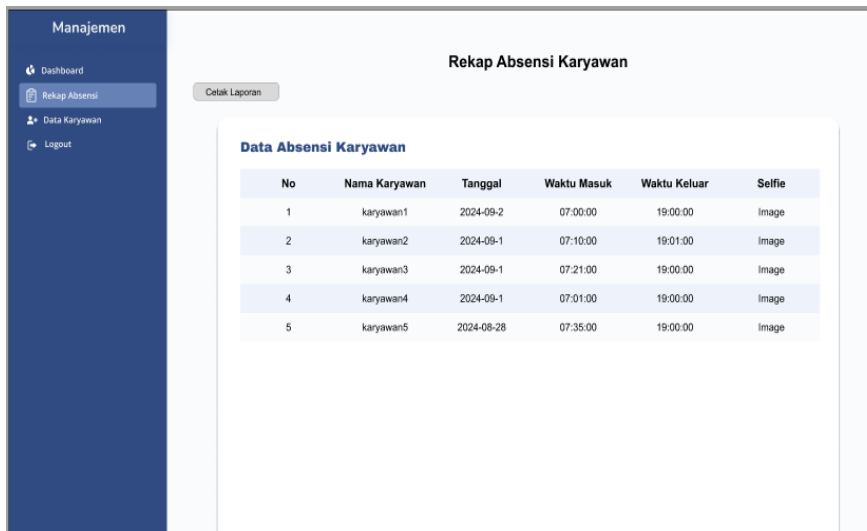 Manajemen
Dashboard
Rekap Absensi
Data Karyawan
Logout
Rekap Absensi Karyawan
Cetak Laporan
Data Absensi Karyawan
No Nama Karyawan Tanggal Waktu Masuk Waktu Keluar Selfie
1 karyawan1 2024-09-2 07:00:00 19:00:00 Image
2 karyawan2 2024-09-1 07:10:00 19:01:00 Image
3 karyawan3 2024-09-1 07:21:00 19:00:00 Image
4 karyawan4 2024-09-1 07:01:00 19:00:00 Image
5 karyawan5 2024-08-28 07:35:00 19:00:00 Image